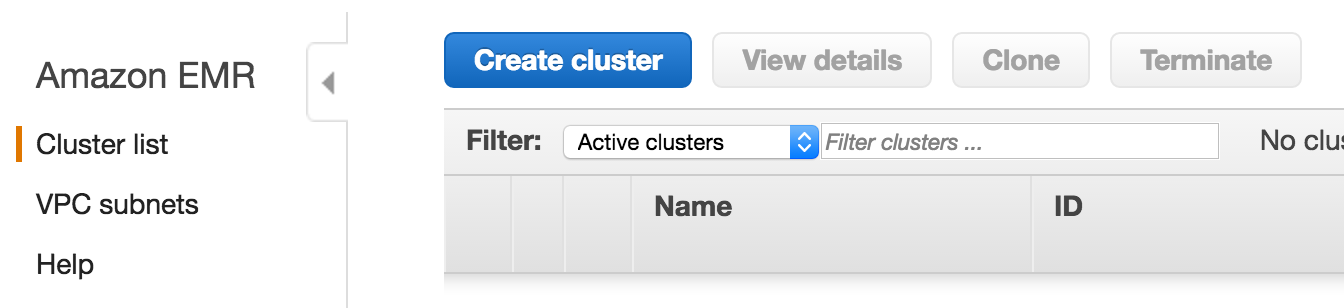 Amazon EMR
Cluster list
VPC subnets
Help
Create cluster View details Clone Terminate
Filter: Active clusters Filter clusters ... No
Name ID